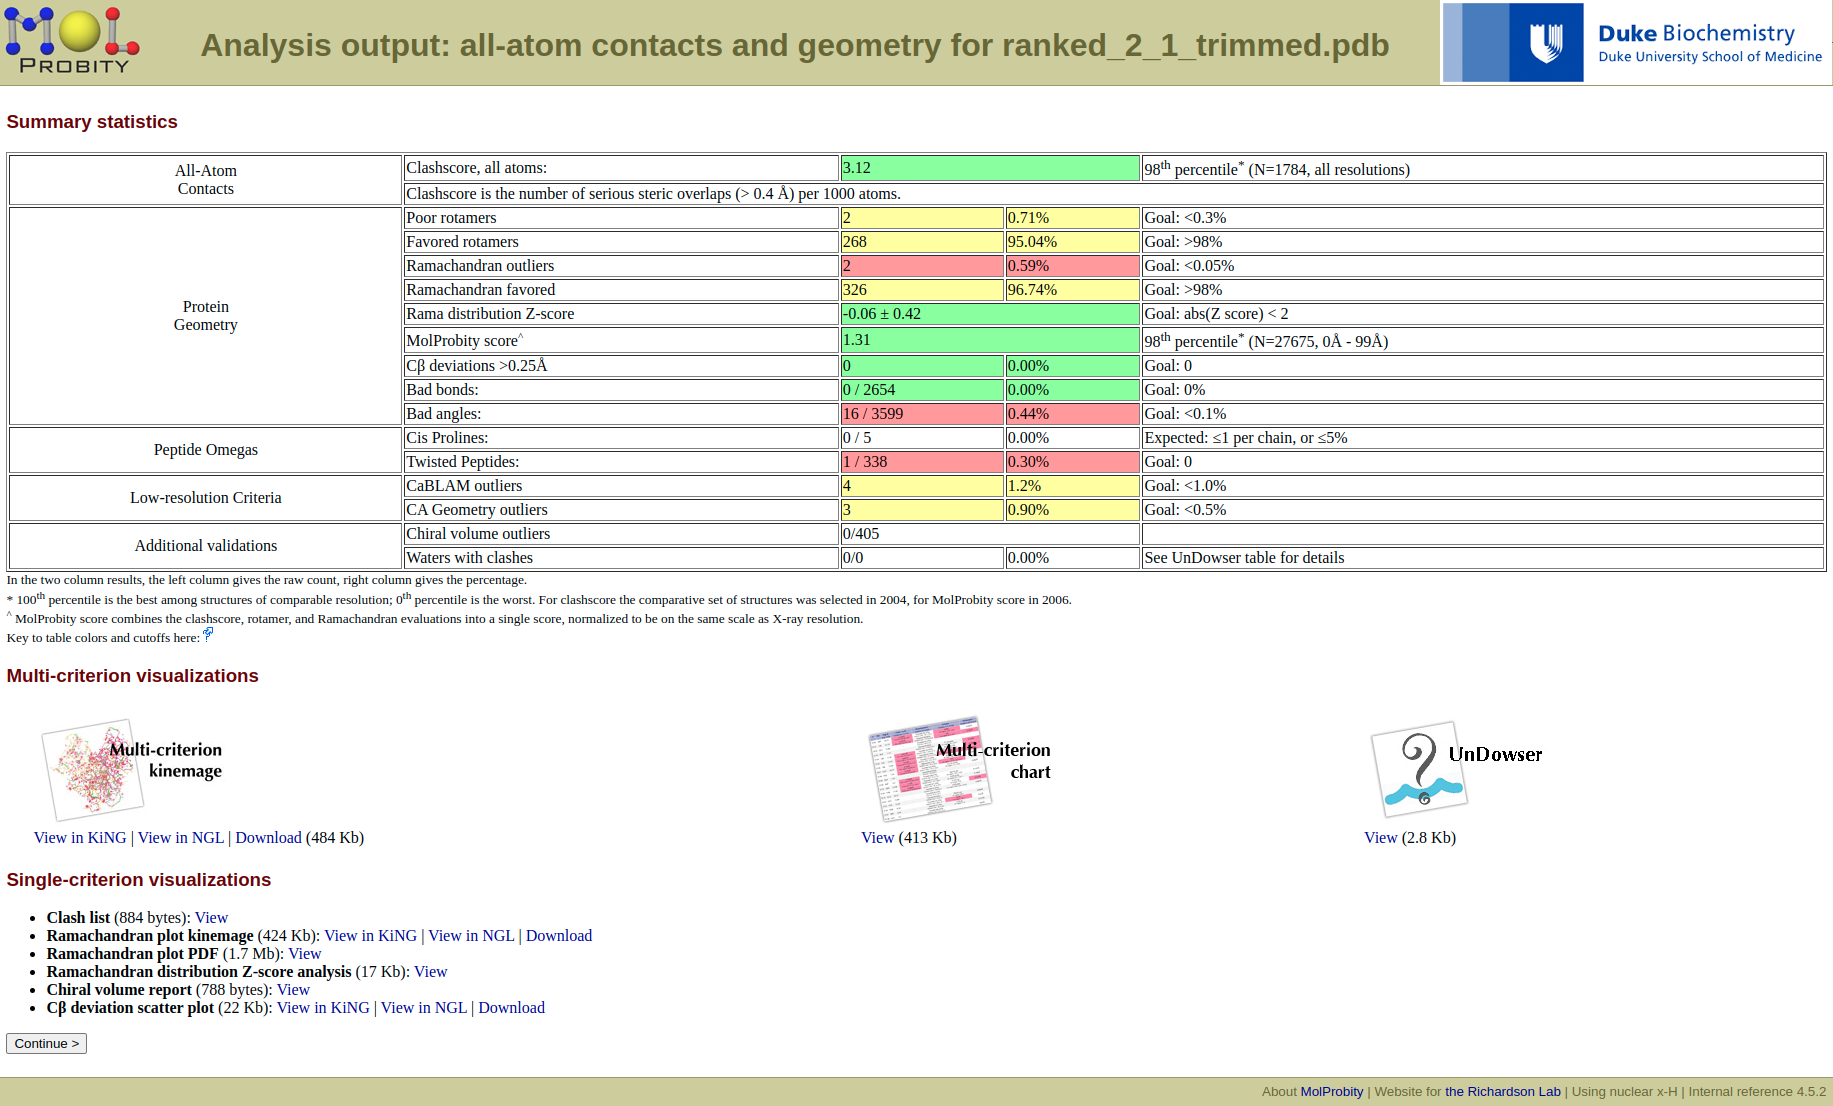 MOL
PROBITY
Analysis output: all-atom contacts and geometry for ranked_2_1_trimmed.pdb
Duke Biochemistry
Duke University School of Medicine
Summary statistics
All-Atom
Contacts
Clashscore, all atoms: 3.12 98th percentile* (N=1784, all resolutions)
Clashscore is the number of serious steric overlaps (> 0.4 Å) per 1000 atoms.
Protein
Geometry
Poor rotamers 2 0.71% Goal: <0.3%
Favored rotamers 268 95.04% Goal: >98%
Ramachandran outliers 2 0.59% Goal: <0.05%
Ramachandran favored 326 96.74% Goal: >98%
Rama distribution Z-score -0.06 ± 0.42 Goal: abs(Z score) < 2
MolProbity score^ 1.31 98th percentile* (N=27675, 0Å - 99Å)
Cβ deviations >0.25Å 0 0.00% Goal: 0
Bad bonds: 0 / 2654 0.00% Goal: 0%
Bad angles: 16 / 3599 0.44% Goal: <0.1%
Peptide Omegas
Cis Prolines: 0 / 5 0.00% Expected: ≤1 per chain, or ≤5%
Twisted Peptides: 1 / 338 0.30% Goal: 0
Low-resolution Criteria
CaBLAM outliers 4 1.2% Goal: <1.0%
CA Geometry outliers 3 0.90% Goal: <0.5%
Additional validations
Chiral volume outliers 0/405
Waters with clashes 0/0 0.00% See UnDowser table for details
In the two column results, the left column gives the raw count, right column gives the percentage.
* 100th percentile is the best among structures of comparable resolution; 0th percentile is the worst. For clashscore the comparative set of structures was selected in 2004, for MolProbity score in 2006.
^ MolProbity score combines the clashscore, rotamer, and Ramachandran evaluations into a single score, normalized to be on the same scale as X-ray resolution.
Key to table colors and cutoffs here: ?
Multi-criterion visualizations
Multi-criterion
kinemage
Multi-criterion
chart
UnDowser
View in KiNG | View in NGL | Download (484 Kb)
View (413 Kb)
View (2.8 Kb)
Single-criterion visualizations
• Clash list (884 bytes): View
• Ramachandran plot kinemage (424 Kb): View in KiNG | View in NGL | Download
• Ramachandran plot PDF (1.7 Mb): View
• Ramachandran distribution Z-score analysis (17 Kb): View
• Chiral volume report (788 bytes): View
• Cβ deviation scatter plot (22 Kb): View in KiNG | View in NGL | Download
Continue >
About MolProbity | Website for the Richardson Lab | Using nuclear x-H | Internal reference 4.5.2